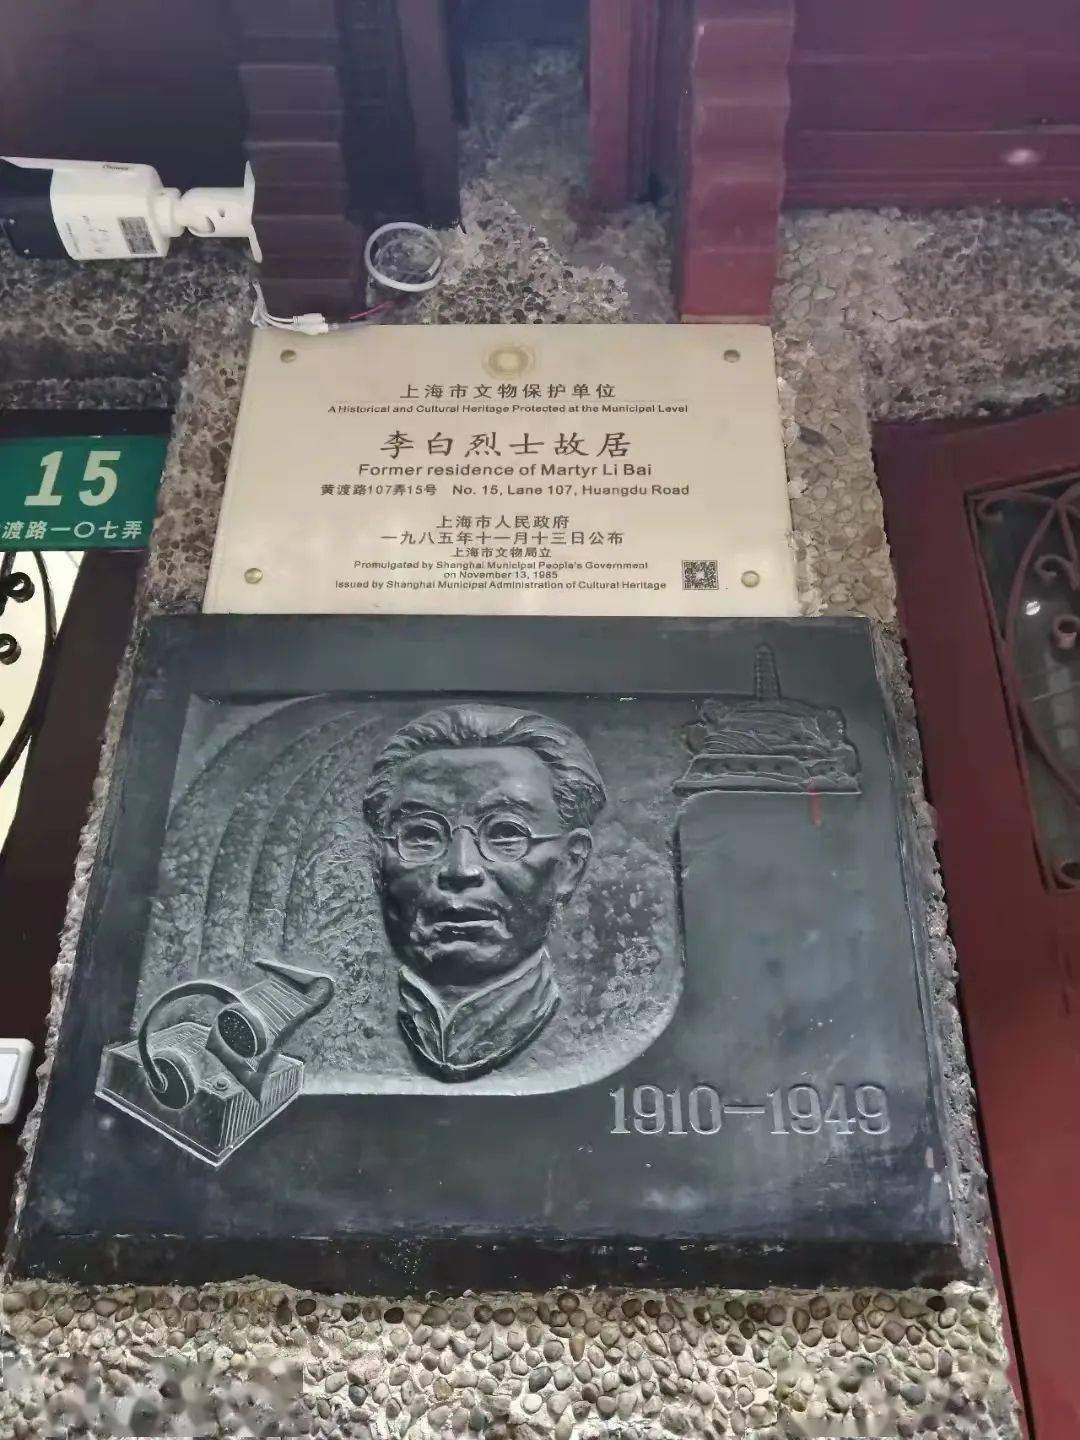 上海市文物保护单位
A Historical and Cultural Heritage Protected at the Municipal Level
李白烈士故居
Former residence of Martyr Li Bai
黄渡路107弄15号 No. 15, Lane 107, Huangdu Road
上海市人民政府
一九八五年十一月十三日公布
上海市文物局立
Promulgated by Shanghai Municipal People's Government
on November 13, 1985
Issued by Shanghai Municipal Administration of Cultural Heritage
15
渡路一〇七弄
1910—1949